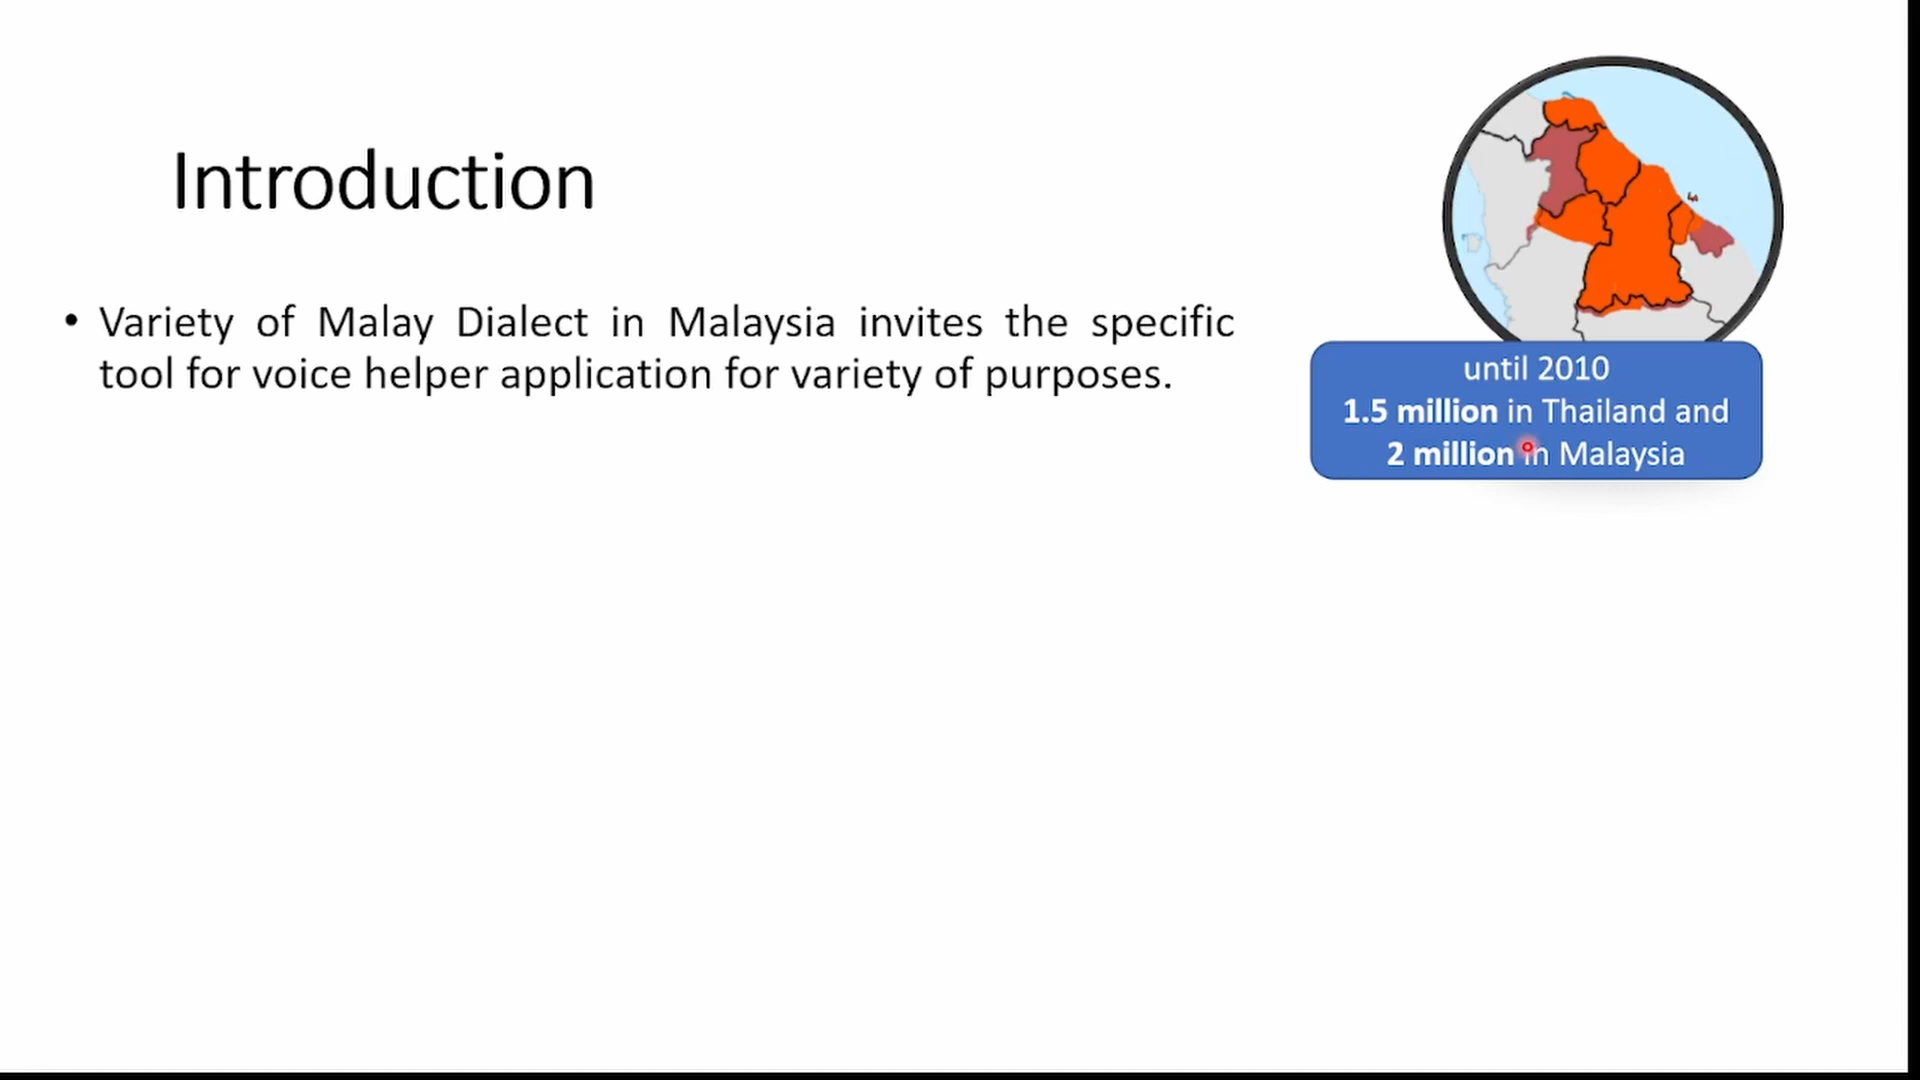 Introduction
• Variety of Malay Dialect in Malaysia invites the specific
tool for voice helper application for variety of purposes.
until 2010
1.5 million in Thailand and
2 million in Malaysia